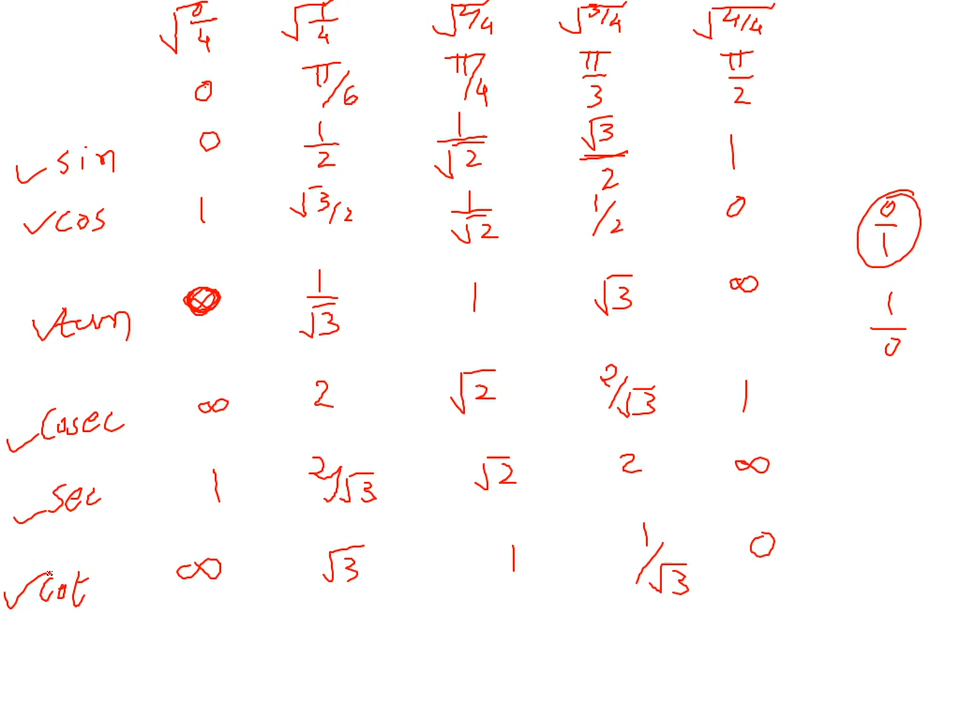 √0/4 √1/4 √2/4 √3/4 √4/4
0 π/6 π/4 π/3 π/2
✓sin 0 1/2 1/√2 √3/2 1
✓cos 1 √3/2 1/√2 1/2 0 0/1
✓tan 1/√3 1 √3 ∞ 1/0
✓Cosec ∞ 2 √2 2/√3 1
✓Sec 1 2/√3 √2 2 ∞
✓Cot ∞ √3 1 1/√3 0